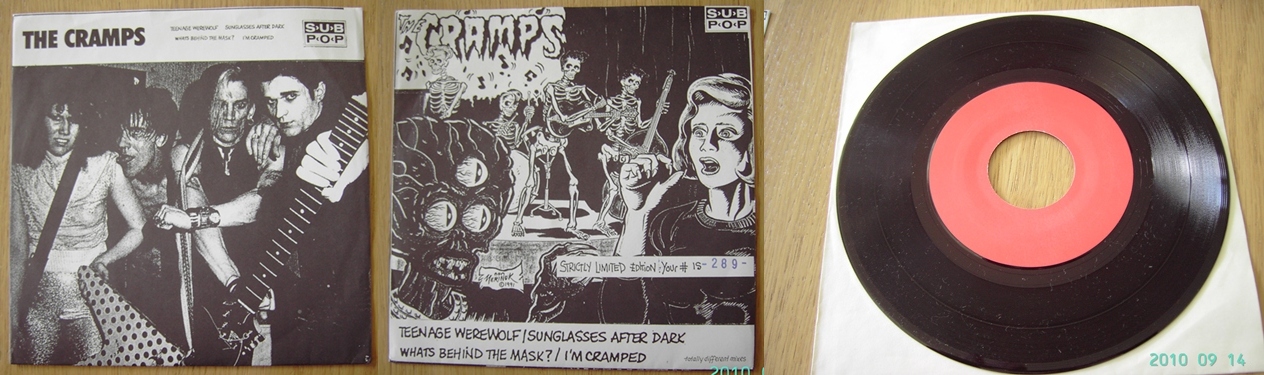 THE CRAMPS
TEENAGE WEREWOLF SUNGLASSES AFTER DARK
WHATS BEHIND THE MASK? I'M CRAMPED
SUB
POP
THE CRAMPS
SUB
POP
STRICTLY LIMITED EDITION: YOUR # IS -289-
©1991
TEENAGE WEREWOLF/SUNGLASSES AFTER DARK
WHATS BEHIND THE MASK?/I'M CRAMPED
totally different mixes
2010 09 14